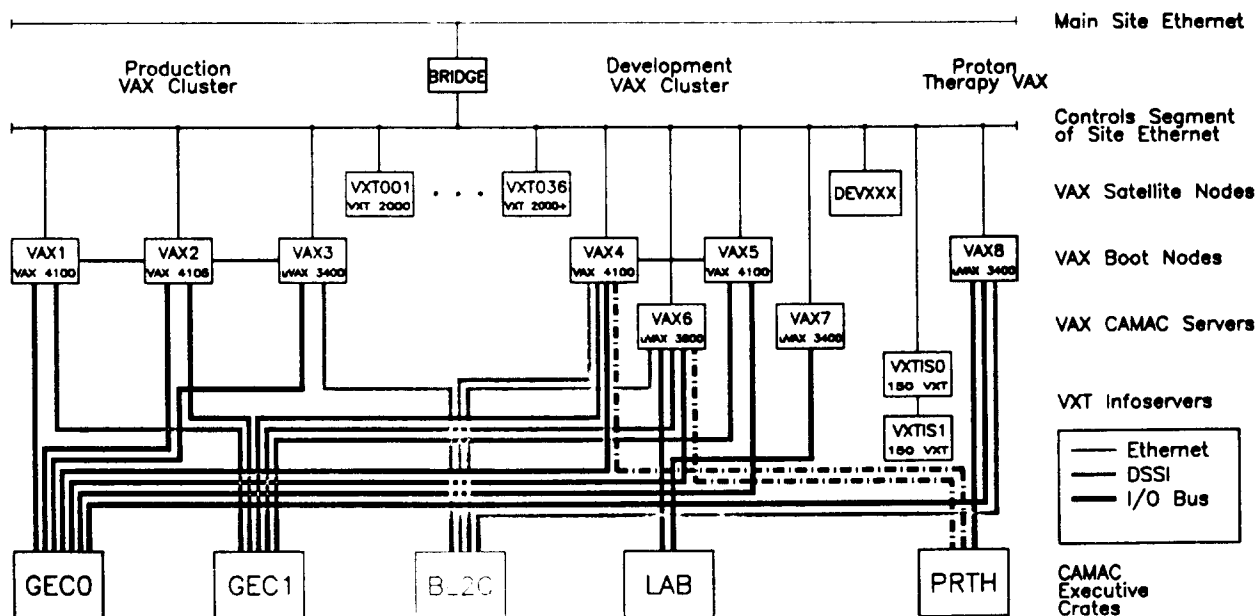 Main Site Ethernet
Production
VAX Cluster
BRIDGE
Development
VAX Cluster
Proton
Therapy VAX
Controls Segment
of Site Ethernet
VXT001
VXT 2000
. . .
VXT036
VXT 2000+
DEVXXX
VAX Satellite Nodes
VAX1
VAX 4100
VAX2
VAX 4106
VAX3
uVAX 3400
VAX4
VAX 4100
VAX5
VAX 4100
VAX8
uVAX 3400
VAX Boot Nodes
VAX6
uVAX 3800
VAX7
uVAX 3400
VAX CAMAC Servers
VXTIS0
150 VXT
VXT Infoservers
VXTIS1
150 VXT
Ethernet
DSSI
I/O Bus
GEC0
GEC1
BL2C
LAB
PRTH
CAMAC
Executive
Crates